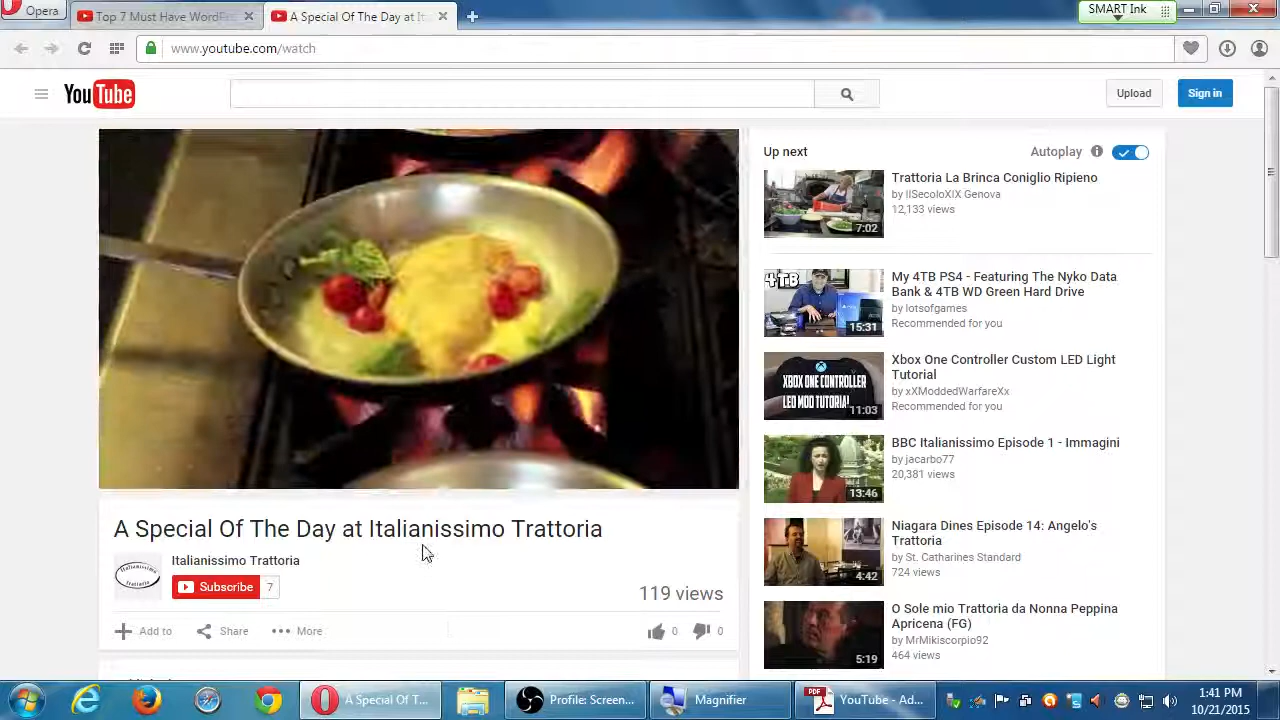 Opera
Top 7 Must Have WordP
A Special Of The Day at It
SMART Ink
www.youtube.com/watch
YouTube
Upload
Sign in
Up next
Autoplay
Trattoria La Brinca Coniglio Ripieno
by IlSecoloXIX Genova
12,133 views
7:02
4TB
My 4TB PS4 - Featuring The Nyko Data
Bank & 4TB WD Green Hard Drive
by lotsofgames
Recommended for you
15:31
Xbox One Controller Custom LED Light
Tutorial
by xXModdedWarfareXx
Recommended for you
XBOX ONE CONTROLLER
LED MOD TUTORIAL!
11:03
BBC Italianissimo Episode 1 - Immagini
by jacarbo77
20,381 views
13:46
Niagara Dines Episode 14: Angelo's
Trattoria
by St. Catharines Standard
724 views
4:42
O Sole mio Trattoria da Nonna Peppina
Apricena (FG)
by MrMikiscorpio92
464 views
5:19
A Special Of The Day at Italianissimo Trattoria
Italianissimo
Trattoria
Italianissimo Trattoria
Subscribe
7
119 views
Add to
Share
More
0
0
A Special Of T...
Profile: Screen...
Magnifier
PDF
YouTube - Ad...
1:41 PM
10/21/2015